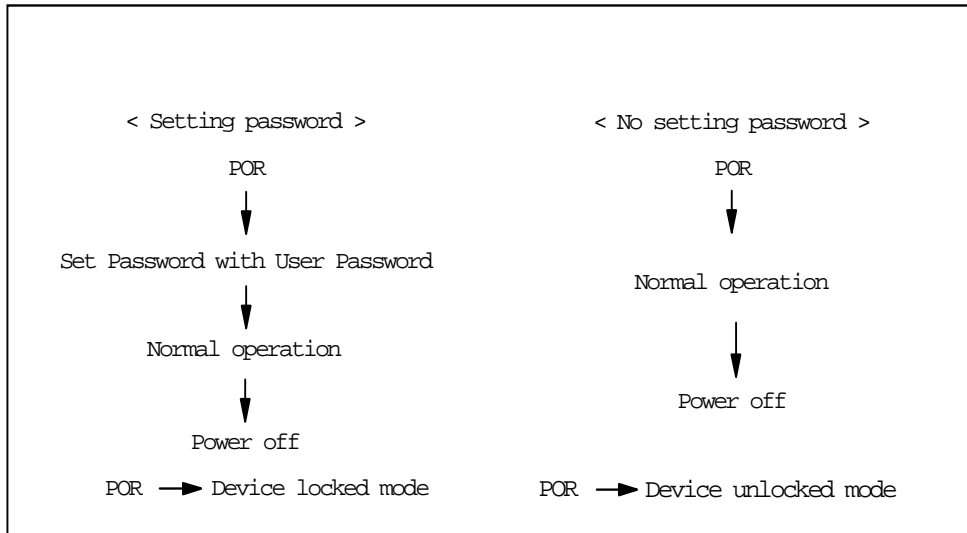 < Setting password >
POR
Set Password with User Password
Normal operation
Power off
POR Device locked mode
< No setting password >
POR
Normal operation
Power off
POR Device unlocked mode